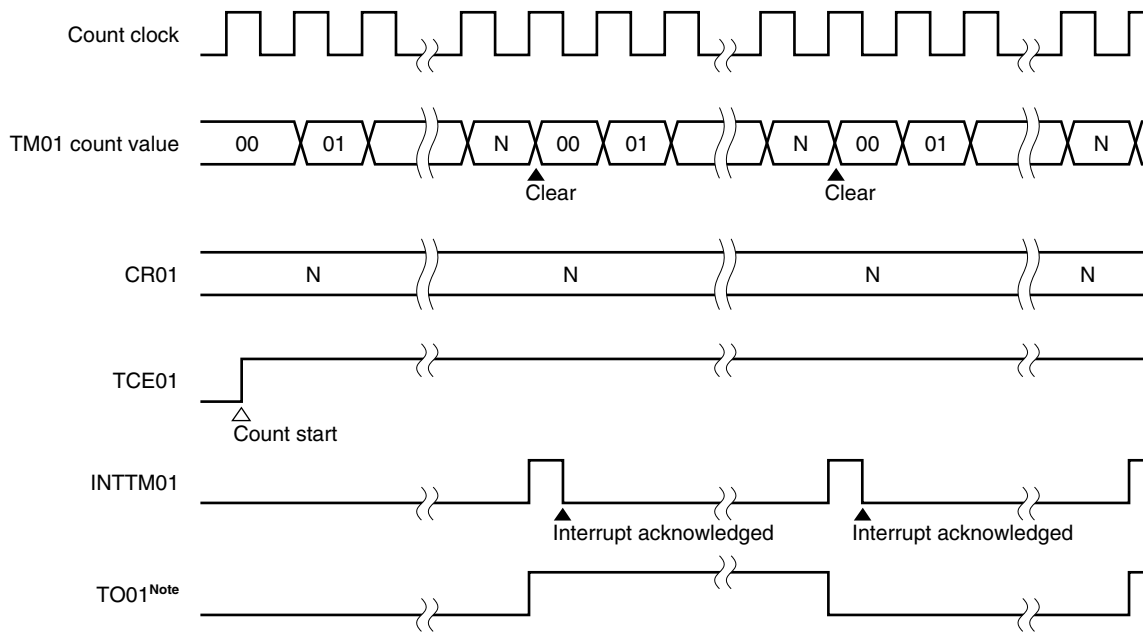 Count clock
TM01 count value 00 01 N 00 01 N 00 01 N
Clear Clear
CR01 N N N N
TCE01
Count start
INTTM01
Interrupt acknowledged Interrupt acknowledged
TO01Note